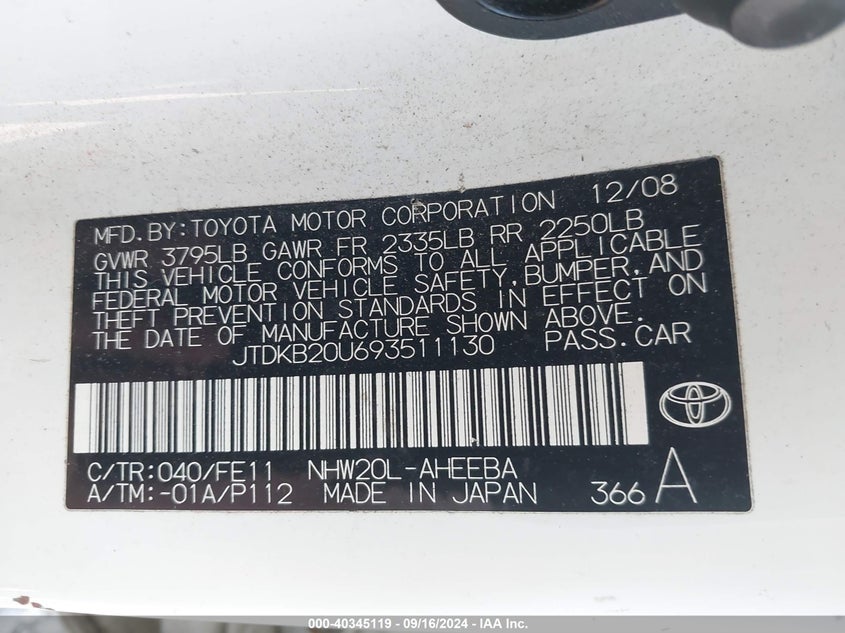 MFD. BY: TOYOTA MOTOR CORPORATION 12/08
GVWR 3795LB GAWR FR 2335LB RR 2250LB
THIS VEHICLE CONFORMS TO ALL APPLICABLE
FEDERAL MOTOR VEHICLE SAFETY, BUMPER, AND
THEFT PREVENTION STANDARDS IN EFFECT ON
THE DATE OF MANUFACTURE SHOWN ABOVE.
JTDKB20U693511130 PASS. CAR
C/TR: 040/FE11 NHW20L-AHEEBA
A/TM: -01A/P112 MADE IN JAPAN 366 A
000-40345119 - 09/16/2024 - IAA Inc.